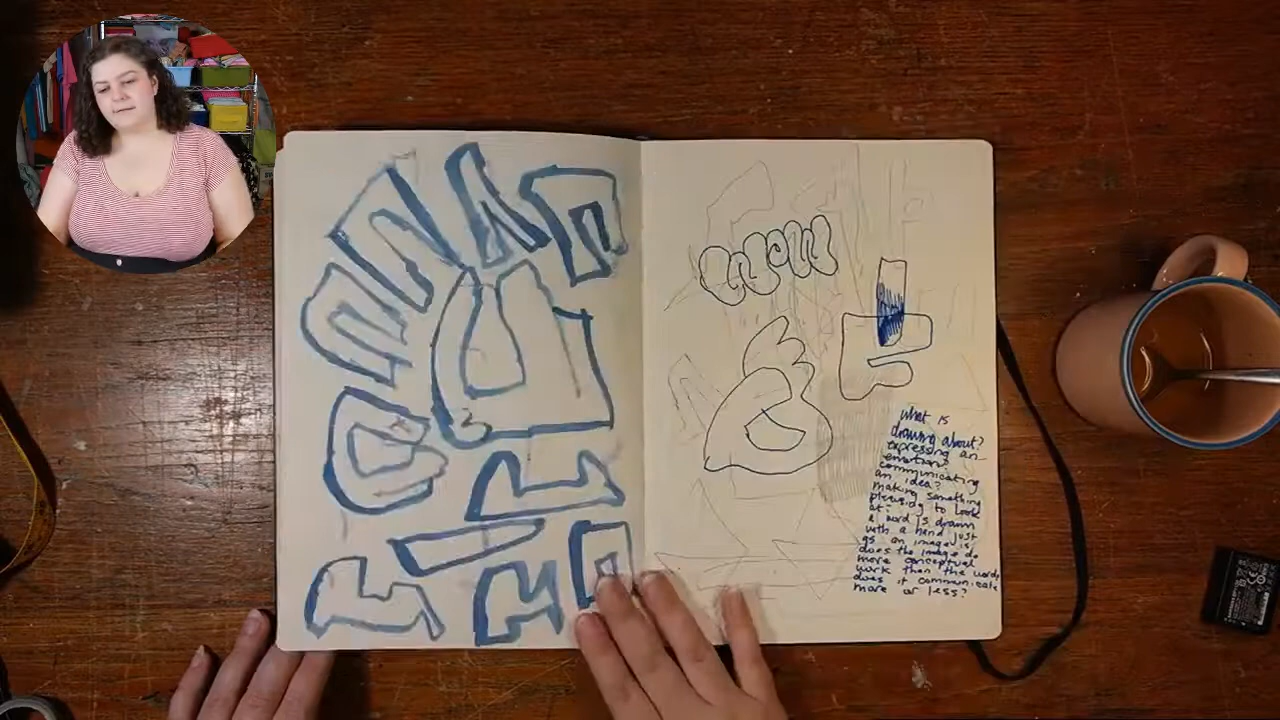 what is
drawing about?
expressing an
emotion?
communicating
an idea?
making something
pleasing to look
at?
a word is drawn
with a hand just
as an image is,
does the image do
more conceptual
work than the word,
does it communicate
more or less?